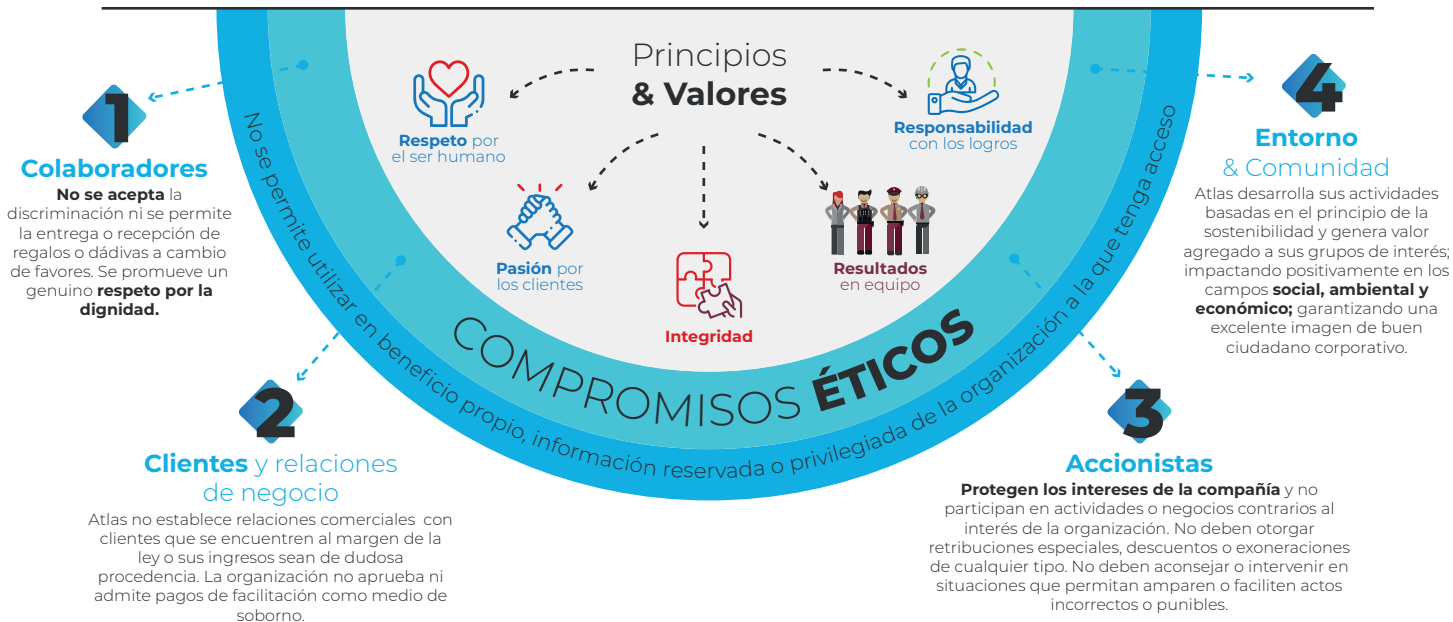 Principios
& Valores
Respeto por
el ser humano
Pasión por
los clientes
Integridad
Resultados
en equipo
Responsabilidad
con los logros
COMPROMISOS ÉTICOS
No se permite utilizar en beneficio propio, información reservada o privilegiada de la organización a la que tenga acceso
1
Colaboradores
No se acepta la
discriminación ni se permite
la entrega o recepción de
regalos o dádivas a cambio
de favores. Se promueve un
genuino respeto por la
dignidad.
2
Clientes y relaciones
de negocio
Atlas no establece relaciones comerciales con
clientes que se encuentren al margen de la
ley o sus ingresos sean de dudosa
procedencia. La organización no aprueba ni
admite pagos de facilitación como medio de
soborno.
3
Accionistas
Protegen los intereses de la compañía y no
participan en actividades o negocios contrarios al
interés de la organización. No deben otorgar
retribuciones especiales, descuentos o exoneraciones
de cualquier tipo. No deben aconsejar o intervenir en
situaciones que permitan amparen o faciliten actos
incorrectos o punibles.
4
Entorno
& Comunidad
Atlas desarrolla sus actividades
basadas en el principio de la
sostenibilidad y genera valor
agregado a sus grupos de interés;
impactando positivamente en los
campos social, ambiental y
económico; garantizando una
excelente imagen de buen
ciudadano corporativo.